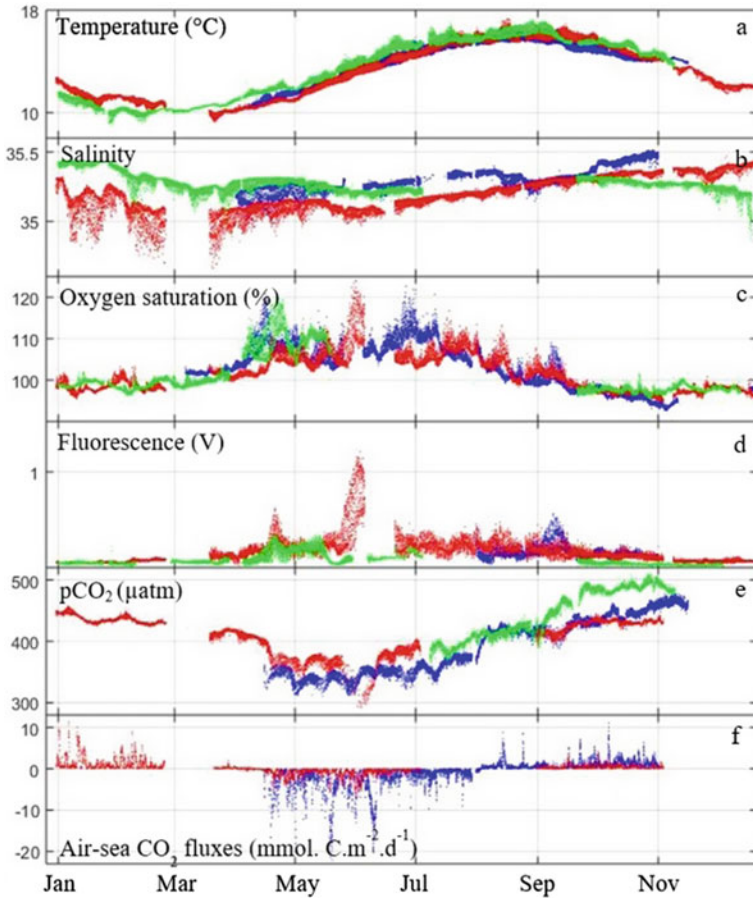 18
Temperature (°C)
a
10
35.5
Salinity
b
35
120
Oxygen saturation (%)
c
110
100
Fluorescence (V)
d
1
500
pCO₂ (µatm)
e
400
300
10
f
0
-10
Air-sea CO₂ fluxes (mmol. C.m⁻².d⁻¹)
-20
Jan Mar May Jul Sep Nov